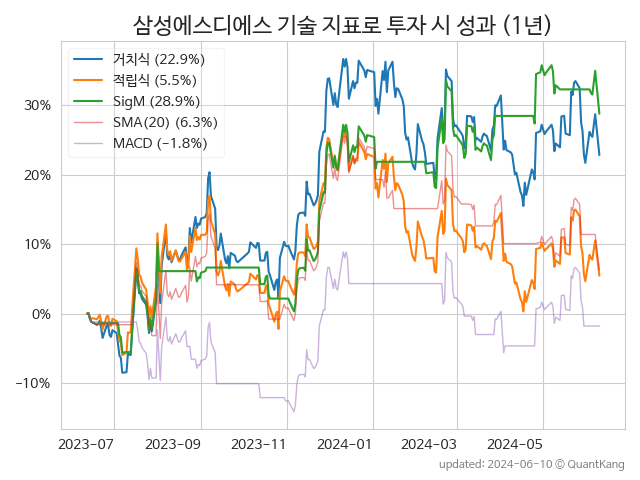 삼성에스디에스 기술 지표로 투자 시 성과 (1년)
거치식 (22.9%)
적립식 (5.5%)
SigM (28.9%)
SMA(20) (6.3%)
MACD (−1.8%)
30%
20%
10%
0%
−10%
2023-07 2023-09 2023-11 2024-01 2024-03 2024-05
updated: 2024-06-10 ⓒ QuantKang